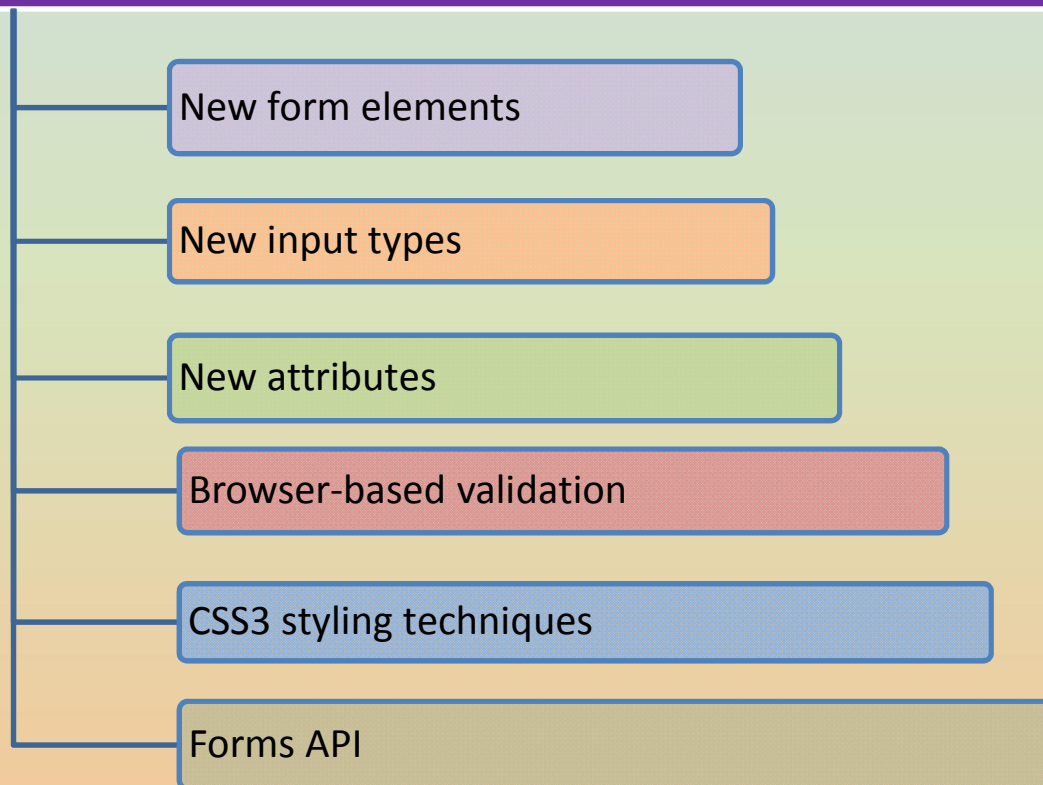 New form elements
New input types
New attributes
Browser-based validation
CSS3 styling techniques
Forms API